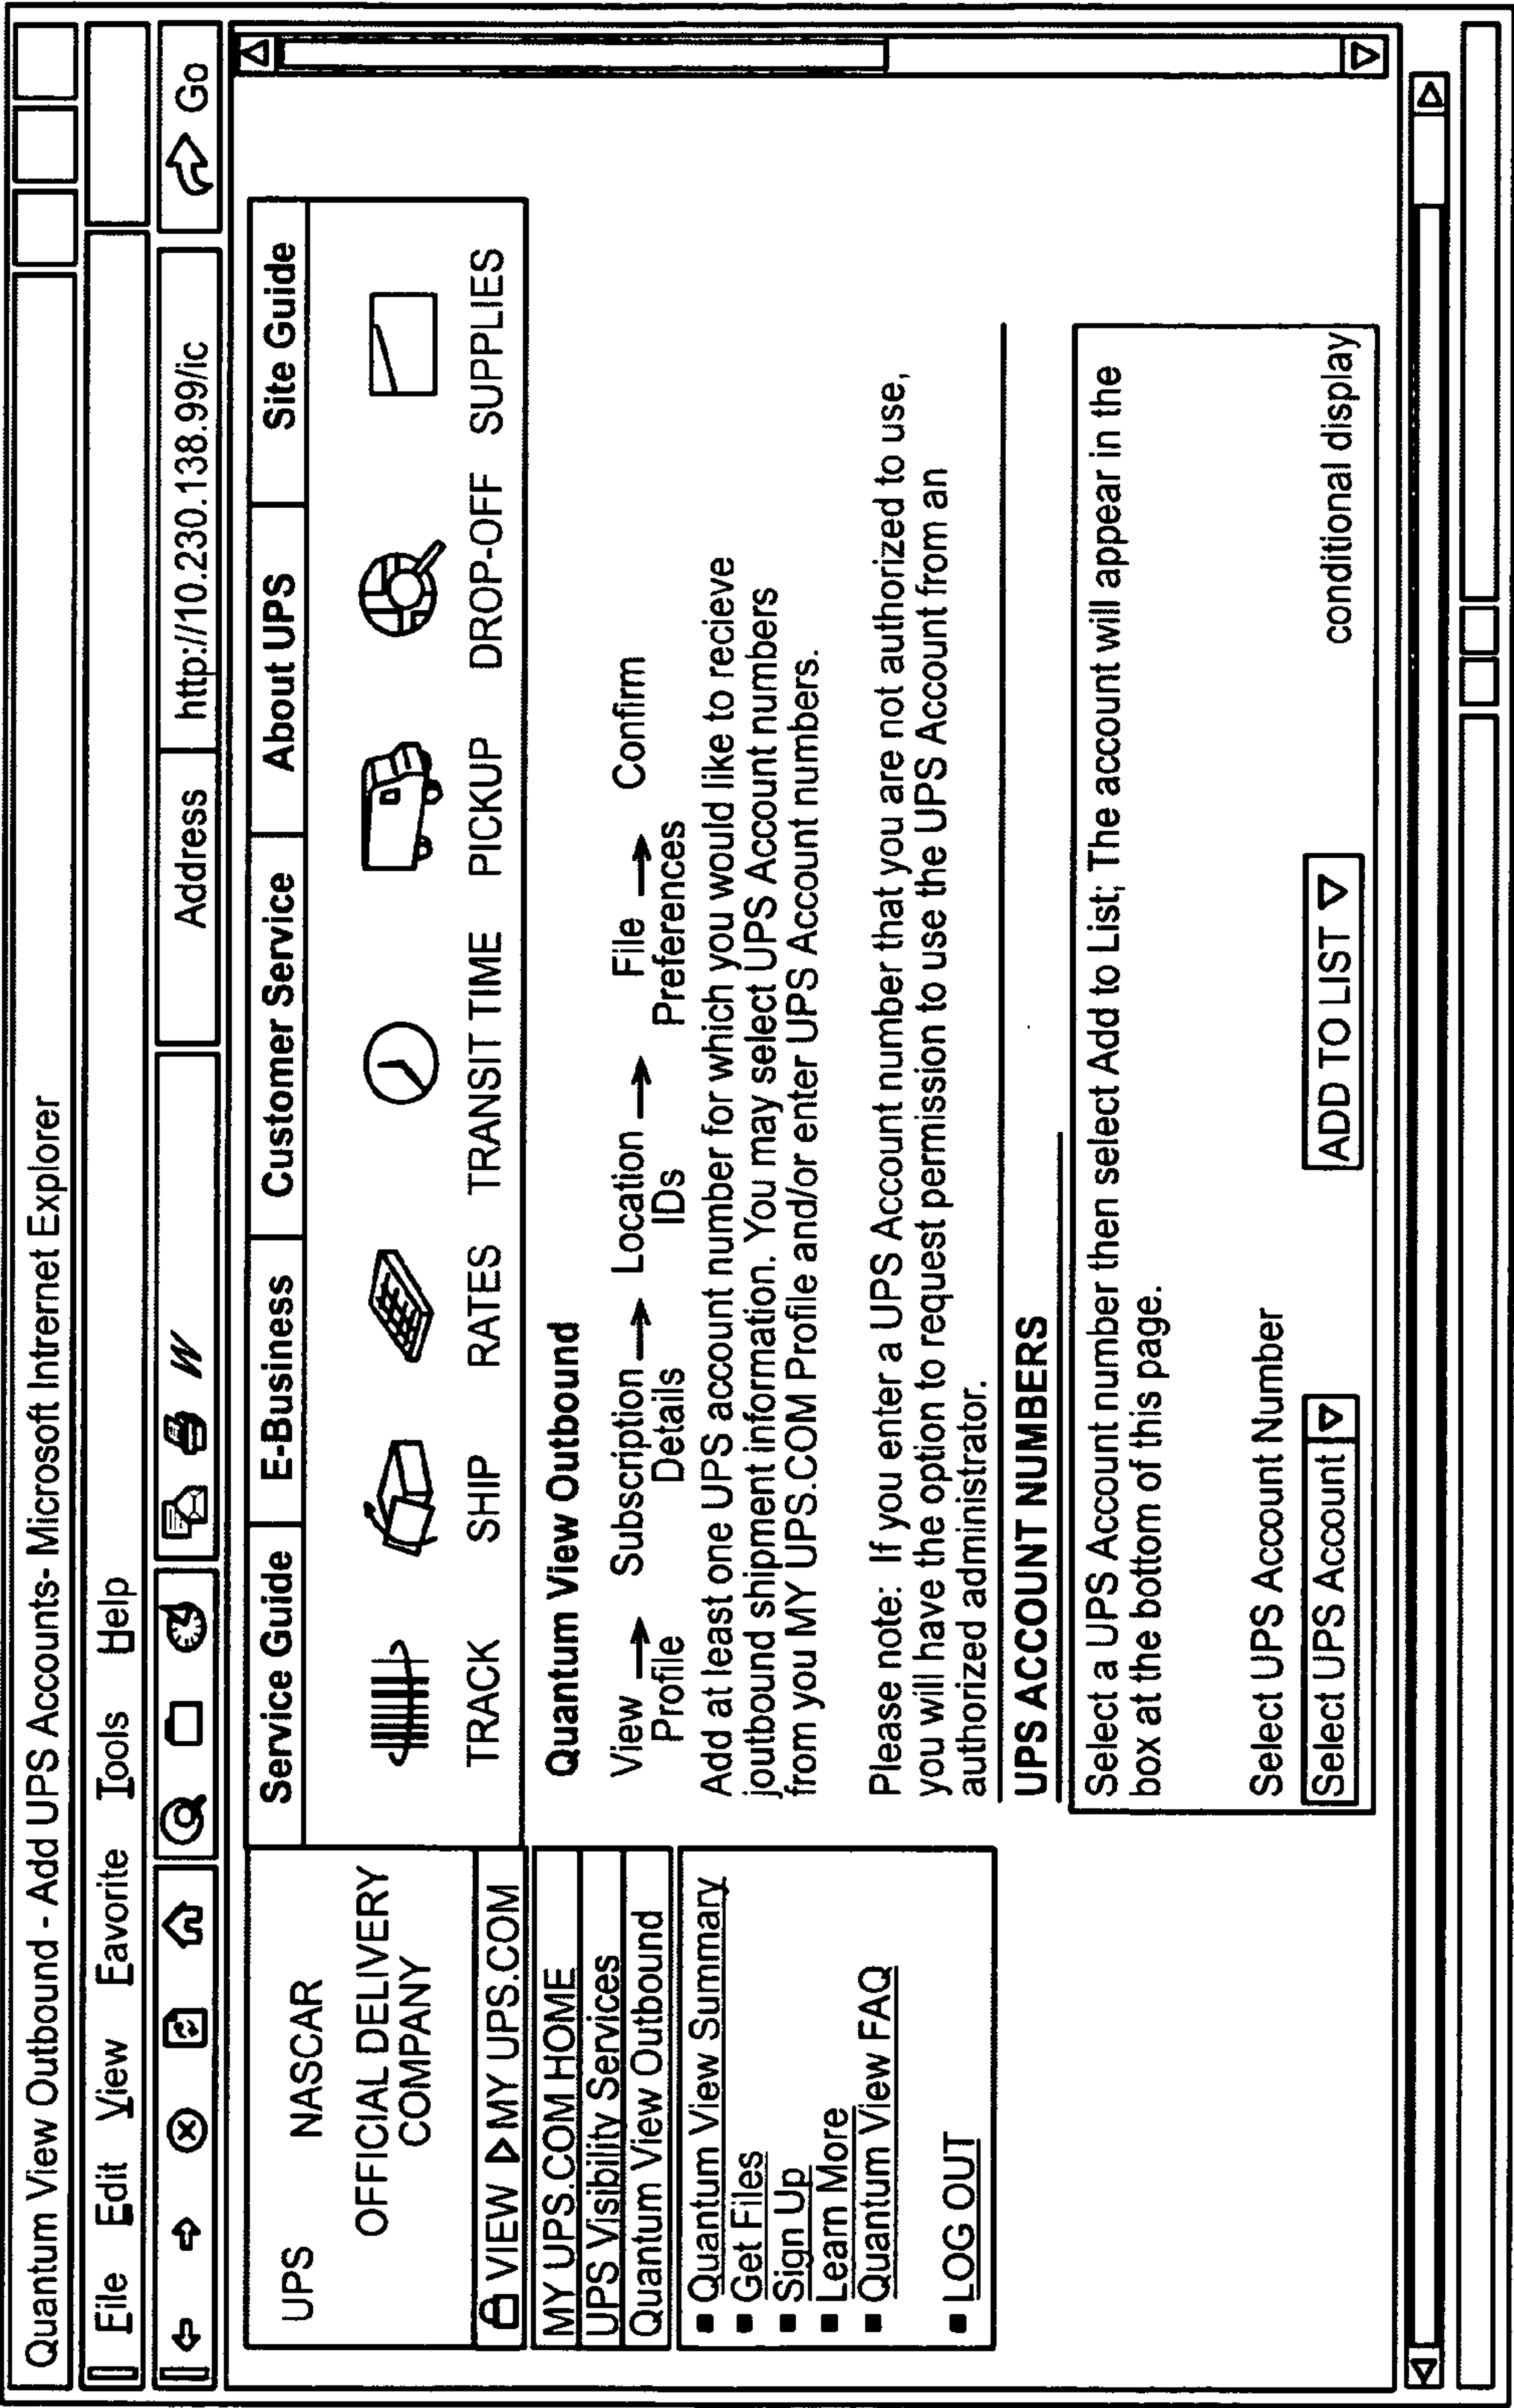 Quantum View Outbound - Add UPS Accounts- Microsoft Intrernet Explorer
File Edit View Favorite Tools Help
W Address http://10.230.138.99/ic Go
UPS NASCAR
OFFICIAL DELIVERY
COMPANY
VIEW MY UPS.COM
MY UPS.COM HOME
UPS Visibility Services
Quantum View Outbound
Quantum View Summary
Get Files
Sign Up
Learn More
Quantum View FAQ
LOG OUT
Service Guide E-Business Customer Service About UPS Site Guide
TRACK SHIP RATES TRANSIT TIME PICKUP DROP-OFF SUPPLIES
Quantum View Outbound
View → Subscription → Location → File → Confirm
Profile Details IDs Preferences
Add at least one UPS account number for which you would like to recieve
joutbound shipment information. You may select UPS Account numbers
from you MY UPS.COM Profile and/or enter UPS Account numbers.
Please note: If you enter a UPS Account number that you are not authorized to use,
you will have the option to request permission to use the UPS Account from an
authorized administrator.
UPS ACCOUNT NUMBERS
Select a UPS Account number then select Add to List; The account will appear in the
box at the bottom of this page.
Select UPS Account Number
Select UPS Account ADD TO LIST conditional display